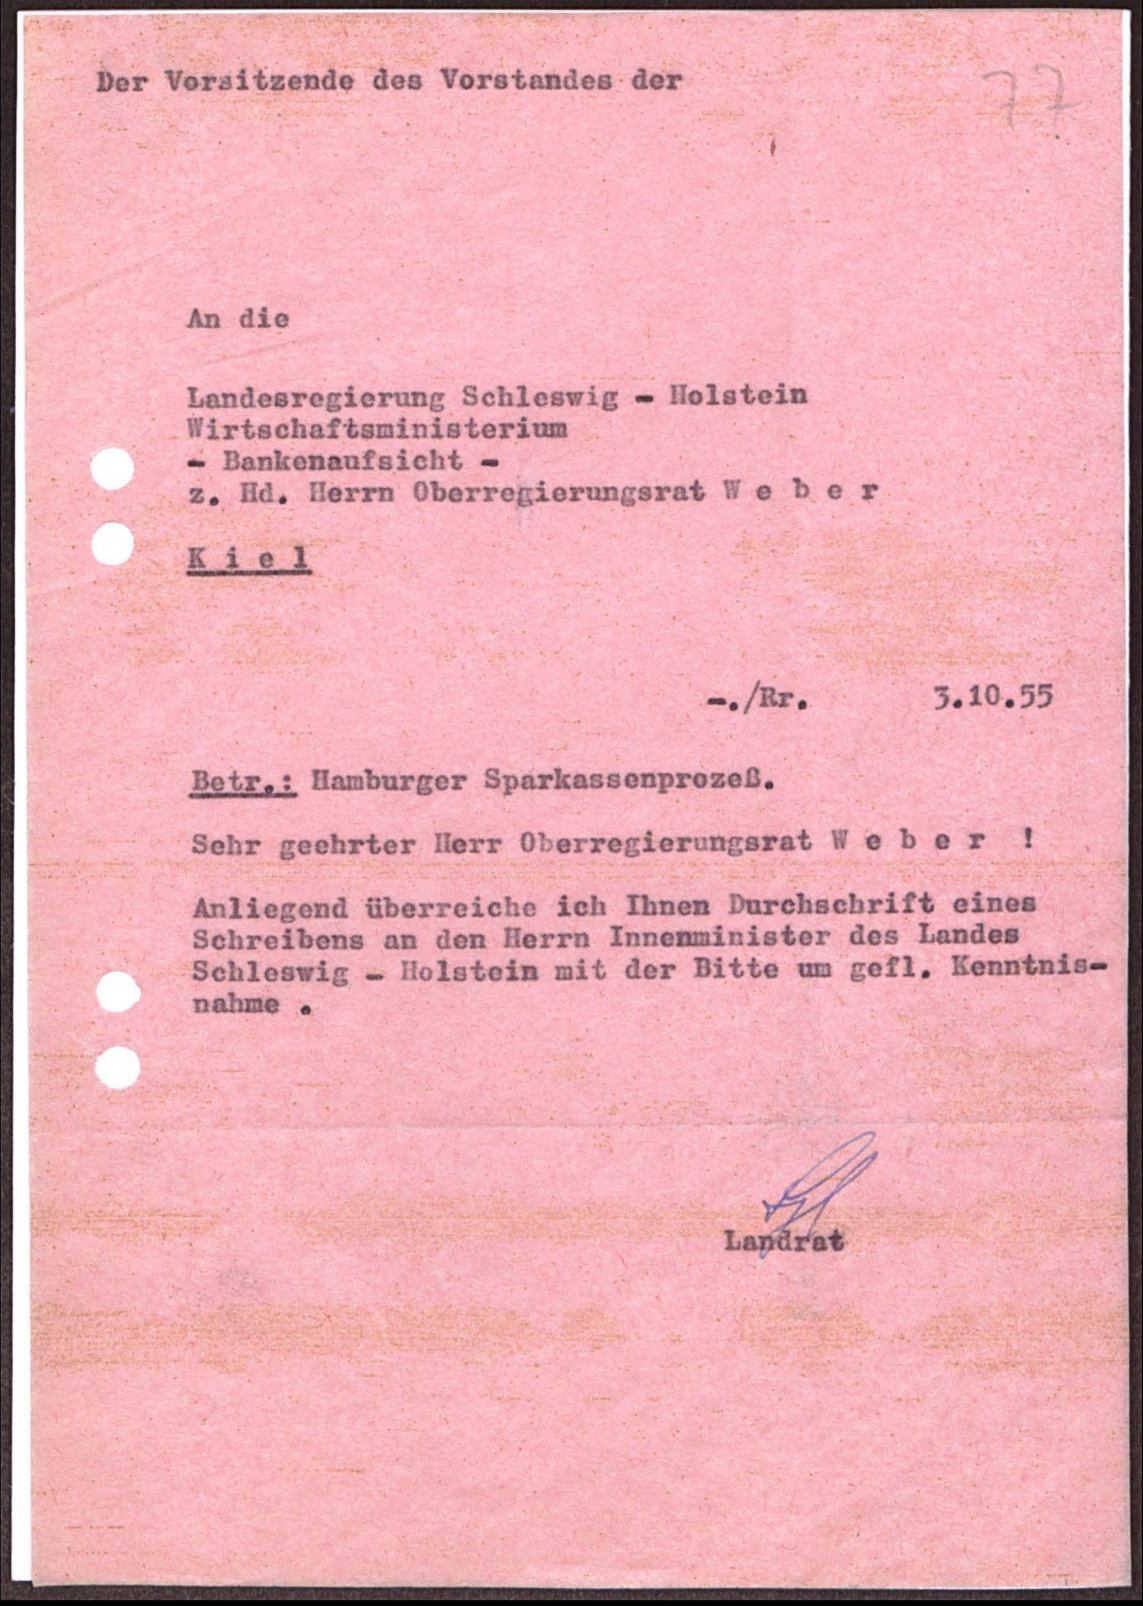 Der Vorsitzende des Vorstandes der
77
An die
Landesregierung Schleswig - Holstein
Wirtschaftsministerium
- Bankenaufsicht -
z. Hd. Herrn Oberregierungsrat W e b e r
K i e l
-./Rr. 3.10.55
Betr.: Hamburger Sparkassenprozeß.
Sehr geehrter Herr Oberregierungsrat W e b e r !
Anliegend überreiche ich Ihnen Durchschrift eines
Schreibens an den Herrn Innenminister des Landes
Schleswig - Holstein mit der Bitte um gefl. Kenntnis-
nahme .
Landrat